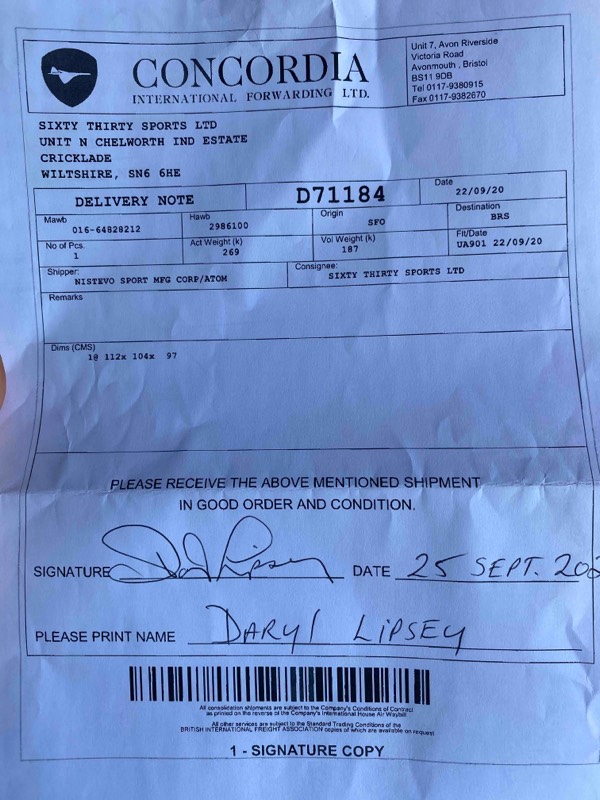 CONCORDIA
INTERNATIONAL FORWARDING LTD.
Unit 7, Avon Riverside
Victoria Road
Avonmouth , Bristol
BS11 9DB
Tel 0117-9380915
Fax 0117-9382670
SIXTY THIRTY SPORTS LTD
UNIT N CHELWORTH IND ESTATE
CRICKLADE
WILTSHIRE, SN6 6HE
DELIVERY NOTE
D71184
Date
22/09/20
Mawb
016-64828212
Hawb
2986100
Origin
SFO
Destination
BRS
No of Pcs.
1
Act Weight (k)
269
Vol Weight (k)
187
Flt/Date
UA901 22/09/20
Shipper:
NISTEVO SPORT MFG CORP/ATOM
Consignee:
SIXTY THIRTY SPORTS LTD
Remarks
Dims (CMS)
1@ 112x 104x 97
PLEASE RECEIVE THE ABOVE MENTIONED SHIPMENT
IN GOOD ORDER AND CONDITION.
SIGNATURE
DATE 25 SEPT. 202
PLEASE PRINT NAME DARYL LIPSEY
All consolidation shipments are subject to the Company's Conditions of Contract
as printed on the reverse of the Company's International House Air Waybill
All other services are subject to the Standard Trading Conditions of the
BRITISH INTERNATIONAL FREIGHT ASSOCIATION copies of which are available on request
1 - SIGNATURE COPY